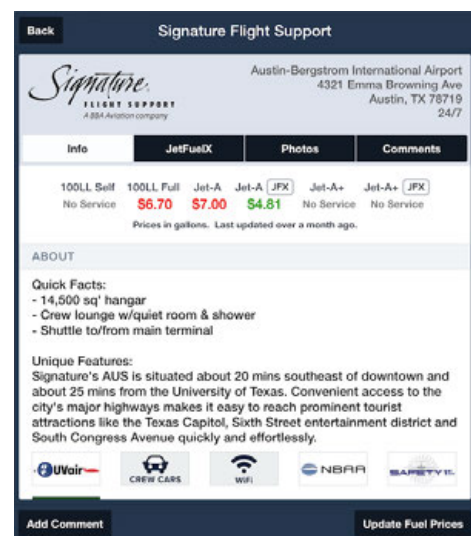 Back
Signature Flight Support
Signature
FLIGHT SUPPORT
A BBA Aviation company
Austin-Bergstrom International Airport
4321 Emma Browning Ave
Austin, TX 78719
24/7
Info JetFuelX Photos Comments
100LL Self 100LL Full Jet-A Jet-A JFX Jet-A+ Jet-A+ JFX
No Service $6.70 $7.00 $4.81 No Service No Service
Prices in gallons. Last updated over a month ago.
ABOUT
Quick Facts:
- 14,500 sq' hangar
- Crew lounge w/quiet room & shower
- Shuttle to/from main terminal
Unique Features:
Signature's AUS is situated about 20 mins southeast of downtown and
about 25 mins from the University of Texas. Convenient access to the
city's major highways makes it easy to reach prominent tourist
attractions like the Texas Capitol, Sixth Street entertainment district and
South Congress Avenue quickly and effortlessly.
UVair CREW CARS WiFi NBAA
Add Comment
Update Fuel Prices